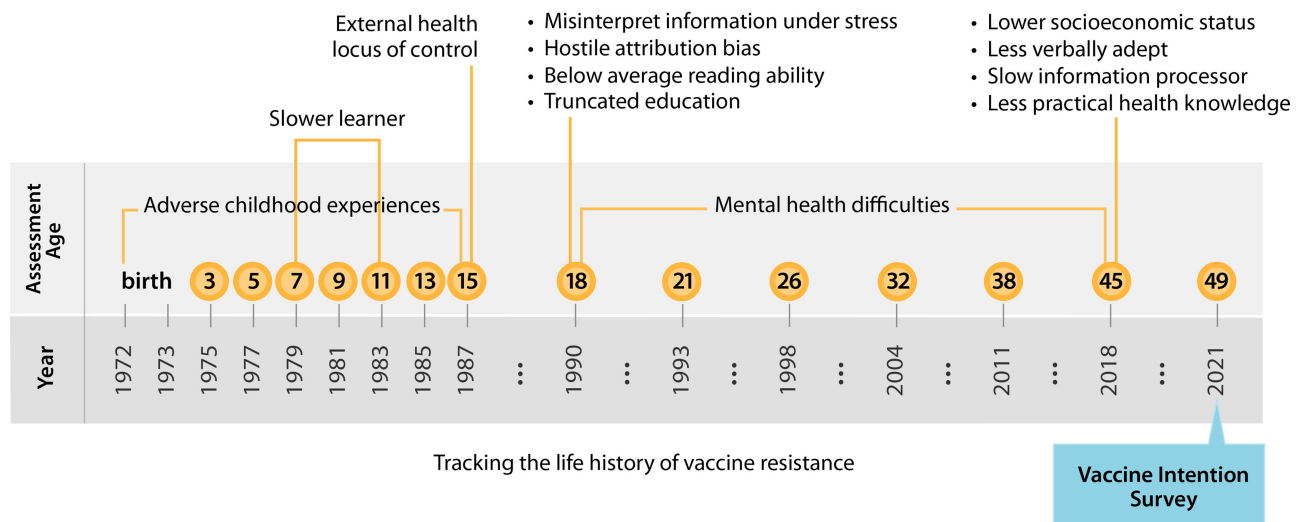 External health
locus of control
• Misinterpret information under stress
• Hostile attribution bias
• Below average reading ability
• Truncated education
• Lower socioeconomic status
• Less verbally adept
• Slow information processor
• Less practical health knowledge
Slower learner
Assessment
Age
Adverse childhood experiences
Mental health difficulties
birth 3 5 7 9 11 13 15 18 21 26 32 38 45 49
Year
1972 1973 1975 1977 1979 1981 1983 1985 1987 ... 1990 ... 1993 ... 1998 ... 2004 ... 2011 ... 2018 ... 2021
Tracking the life history of vaccine resistance
Vaccine Intention
Survey